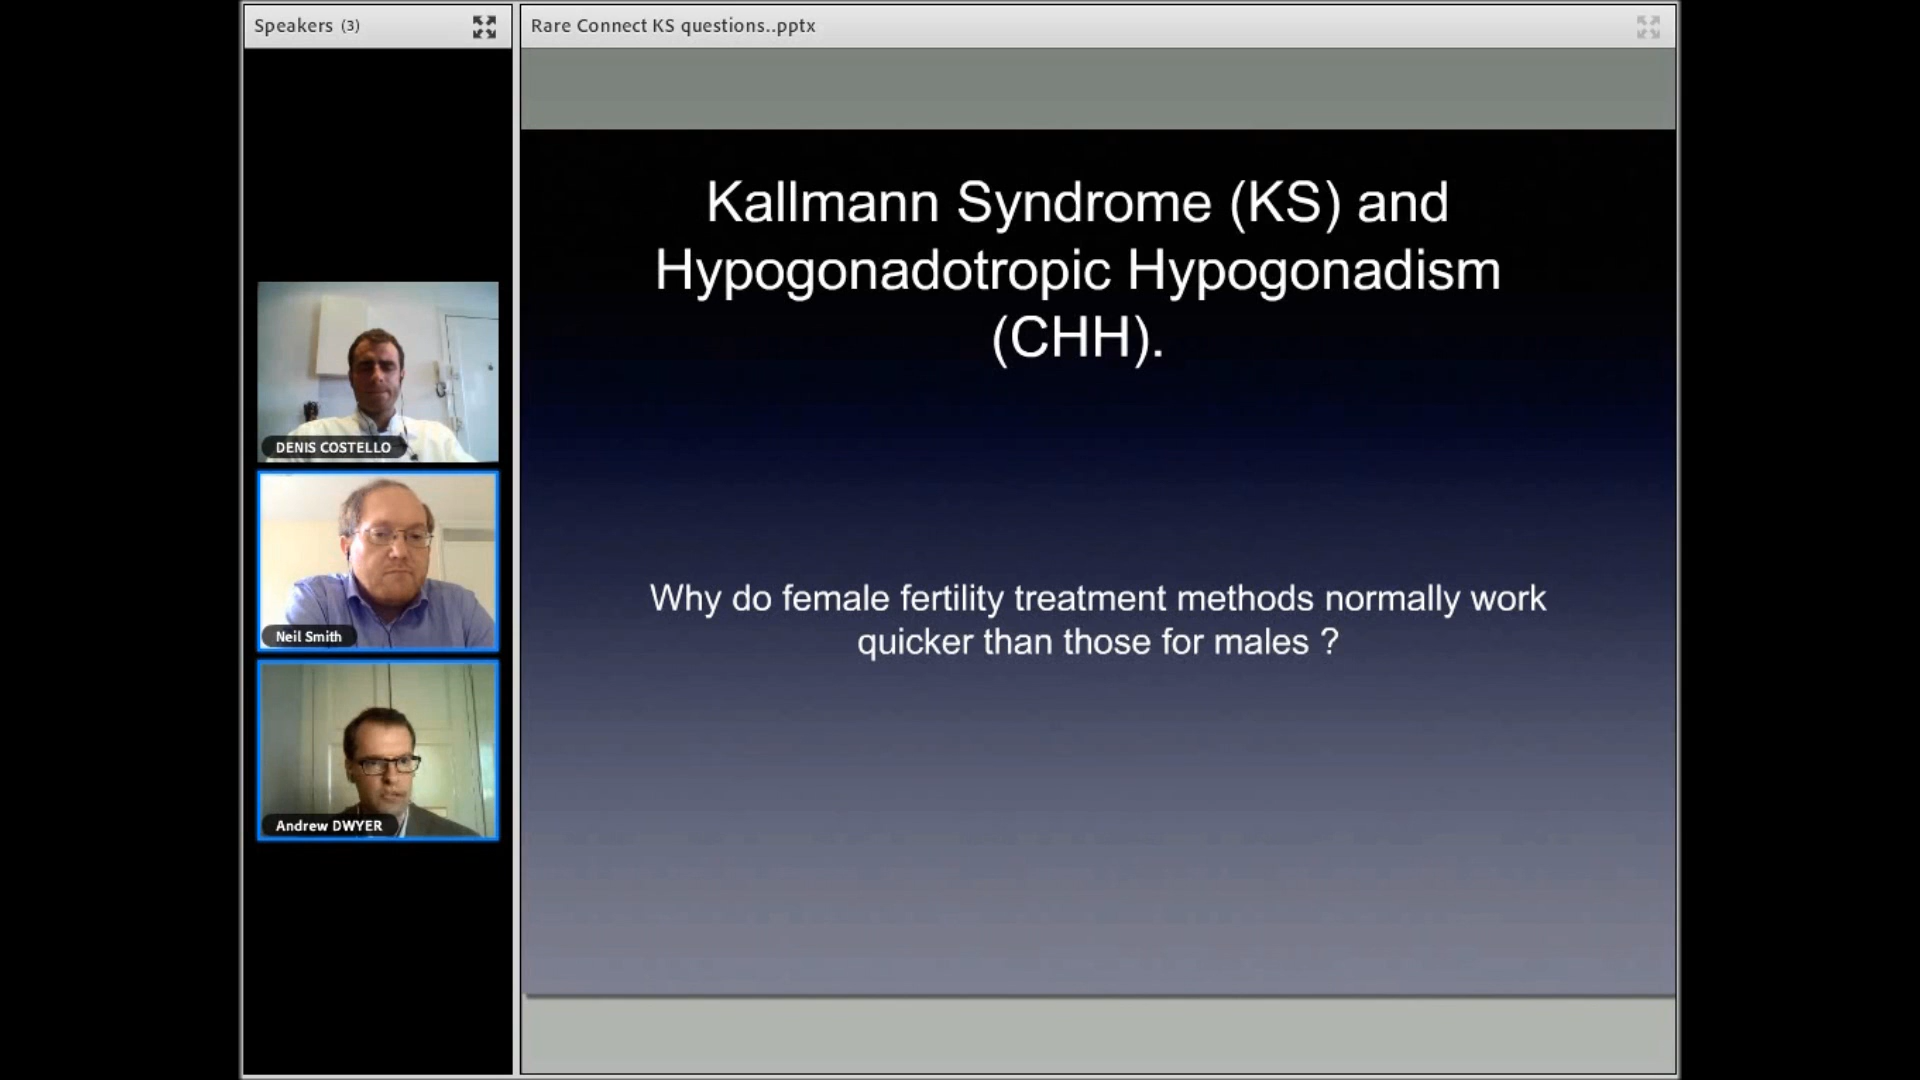 Speakers (3)
Rare Connect KS questions..pptx
Kallmann Syndrome (KS) and
Hypogonadotropic Hypogonadism
(CHH).
Why do female fertility treatment methods normally work
quicker than those for males ?
DENIS COSTELLO
Neil Smith
Andrew DWYER